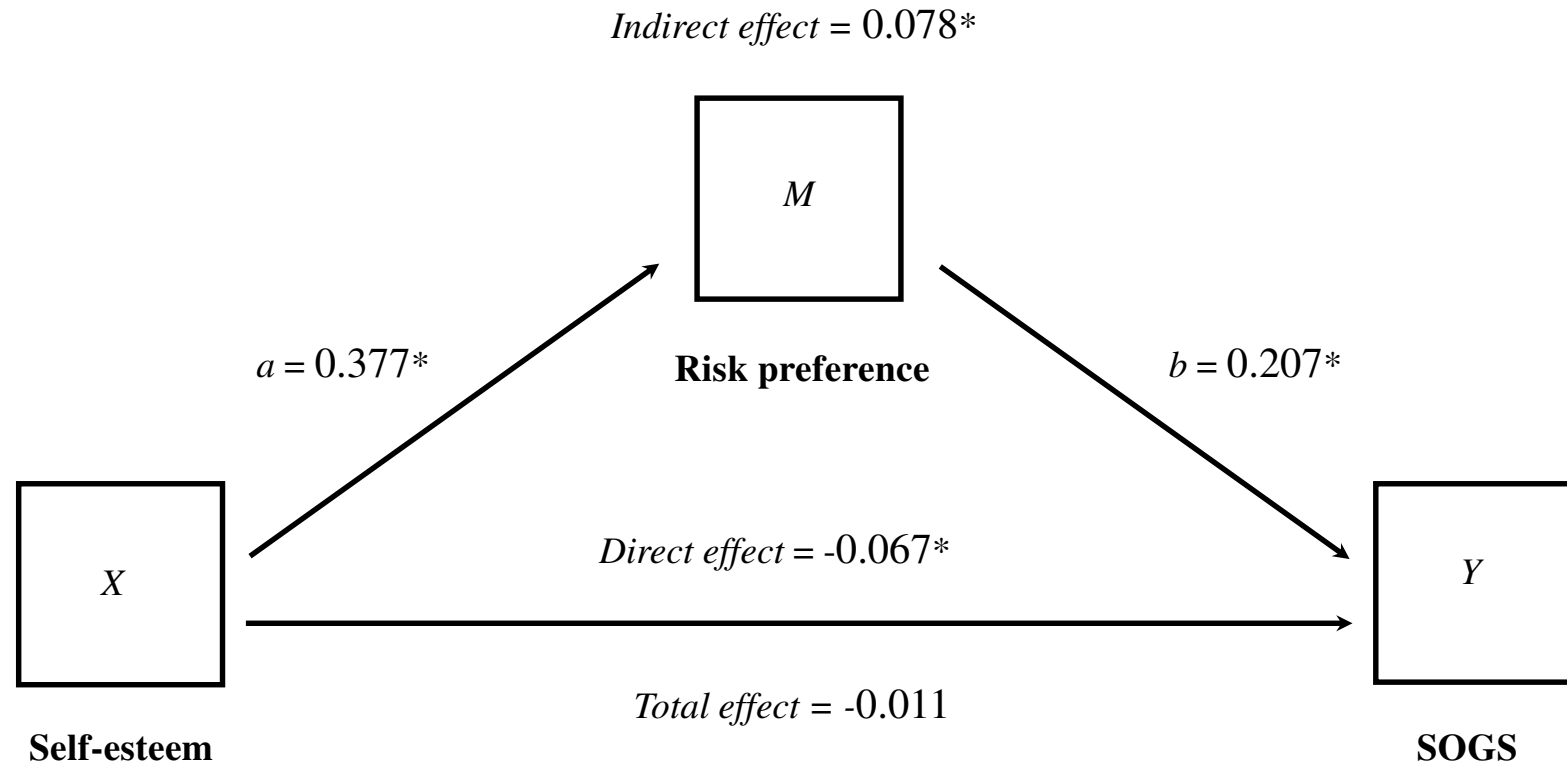 Indirect effect = 0.078*
M
a = 0.377*
Risk preference
b = 0.207*
Direct effect = -0.067*
X
Y
Total effect = -0.011
Self-esteem
SOGS